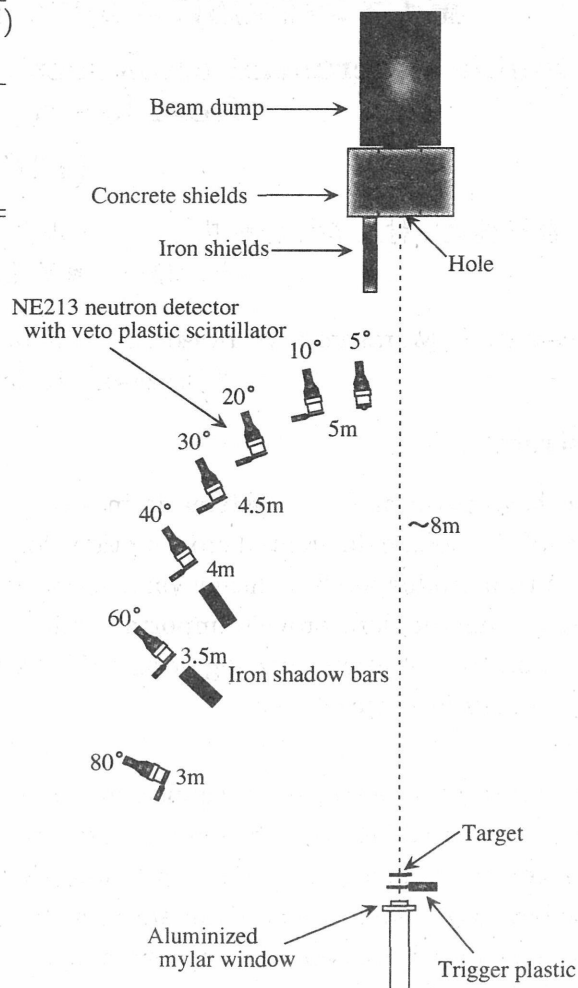 )
Beam dump
Concrete shields
Iron shields
Hole
NE213 neutron detector
with veto plastic scintillator
10°
5°
20°
5m
30°
4.5m
40°
~8m
4m
60°
3.5m
Iron shadow bars
80°
3m
Target
Aluminized
mylar window
Trigger plastic